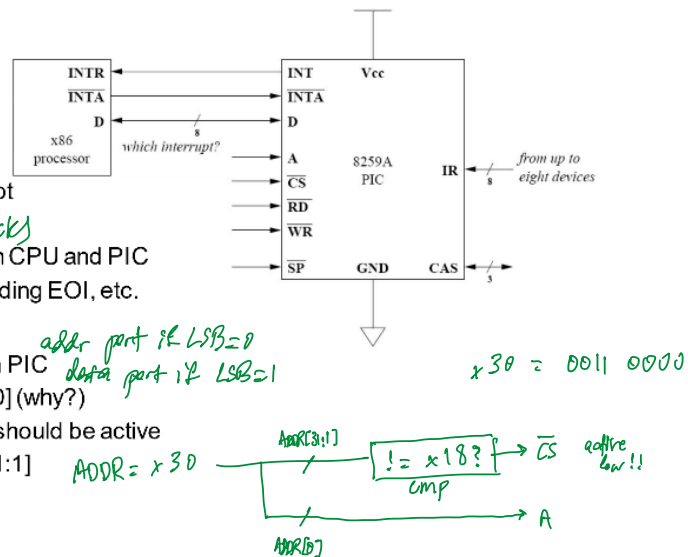 INTR
INTA
D
x86
processor
8
which interrupt?
INT
Vcc
INTA
D
A
CS
RD
WR
SP
8259A
PIC
IR
GND
CAS
8
from up to
eight devices
3
ot
cks
n CPU and PIC
ding EOI, etc.
addr port if LSB=0
n PIC
data port if LSB=1
0] (why?)
x30 = 0011 0000
should be active
1:1]
ADDR = x30
ADDR[31:1]
!= x18?
cmp
CS
active
low!!
A
ADDR[0]